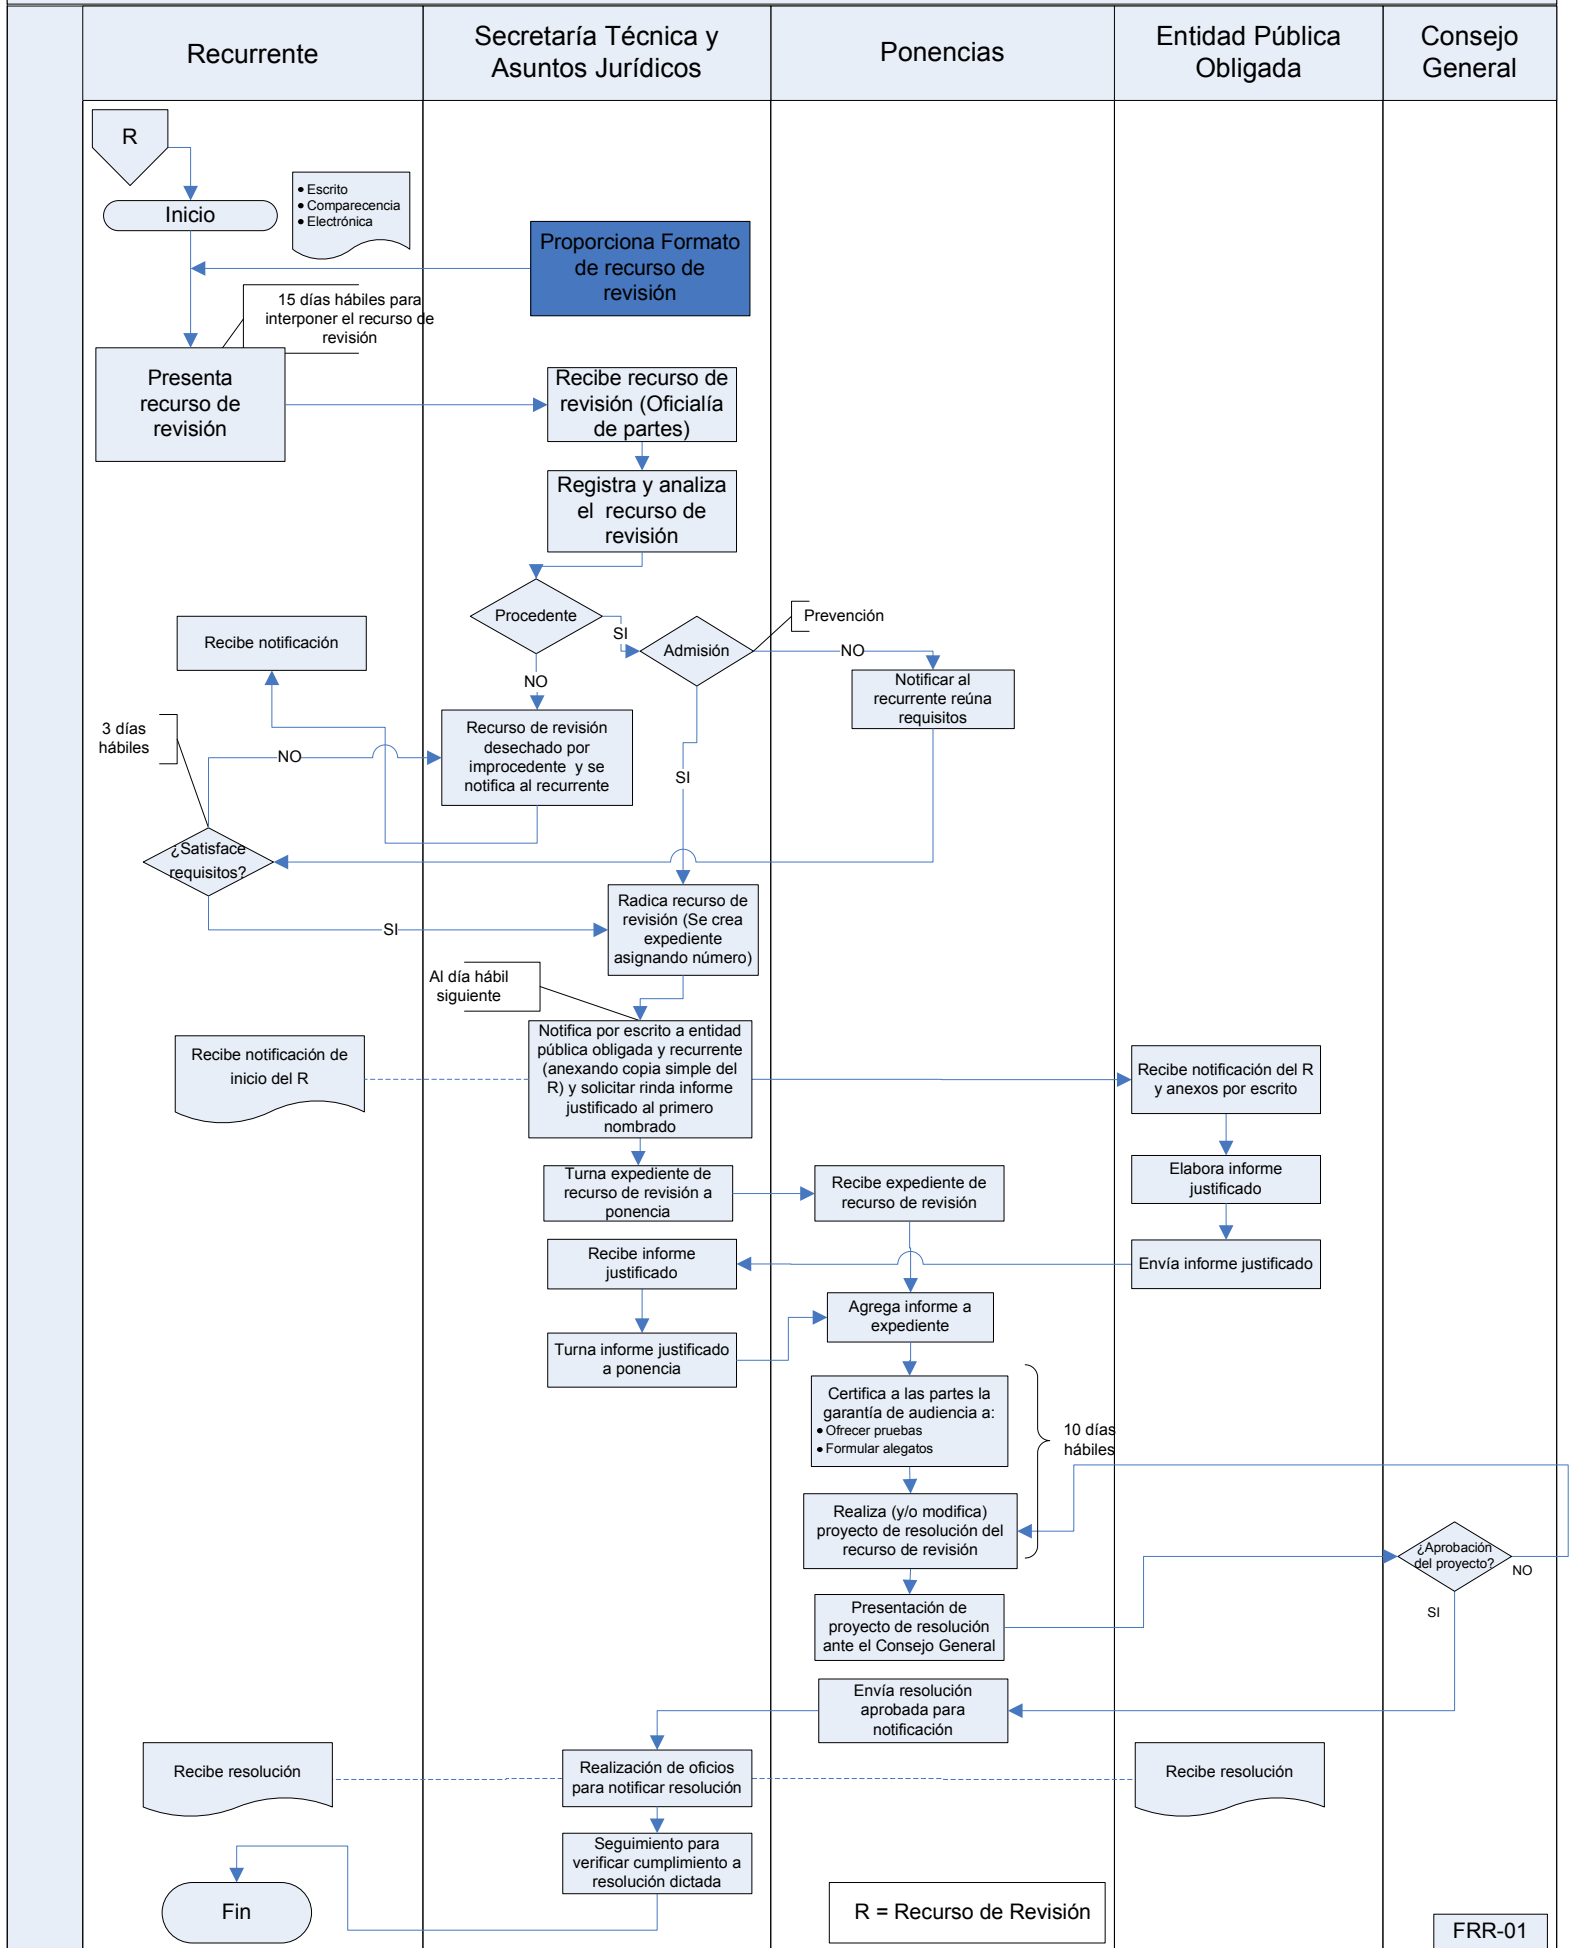 Recurrente
Secretaría Técnica y
Asuntos Jurídicos
Ponencias
Entidad Pública
Obligada
Consejo
General
R
Inicio
• Escrito
• Comparecencia
• Electrónica
Proporciona Formato
de recurso de
revisión
15 días hábiles para
interponer el recurso de
revisión
Presenta
recurso de
revisión
Recibe recurso de
revisión (Oficialía
de partes)
Registra y analiza
el recurso de
revisión
Procedente
SI
Admisión
Prevención
NO
NO
Recibe notificación
Notificar al
recurrente reúna
requisitos
3 días
hábiles
NO
Recurso de revisión
desechado por
improcedente y se
notifica al recurrente
SI
¿Satisface
requisitos?
SI
Radica recurso de
revisión (Se crea
expediente
asignando número)
Al día hábil
siguiente
Notifica por escrito a entidad
pública obligada y recurrente
(anexando copia simple del
R) y solicitar rinda informe
justificado al primero
nombrado
Recibe notificación de
inicio del R
Recibe notificación del R
y anexos por escrito
Turna expediente de
recurso de revisión a
ponencia
Recibe expediente de
recurso de revisión
Elabora informe
justificado
Recibe informe
justificado
Envía informe justificado
Agrega informe a
expediente
Turna informe justificado
a ponencia
Certifica a las partes la
garantía de audiencia a:
• Ofrecer pruebas
• Formular alegatos
10 días
hábiles
Realiza (y/o modifica)
proyecto de resolución del
recurso de revisión
¿Aprobación
del proyecto?
NO
SI
Presentación de
proyecto de resolución
ante el Consejo General
Envía resolución
aprobada para
notificación
Recibe resolución
Realización de oficios
para notificar resolución
Recibe resolución
Seguimiento para
verificar cumplimiento a
resolución dictada
Fin
R = Recurso de Revisión
FRR-01